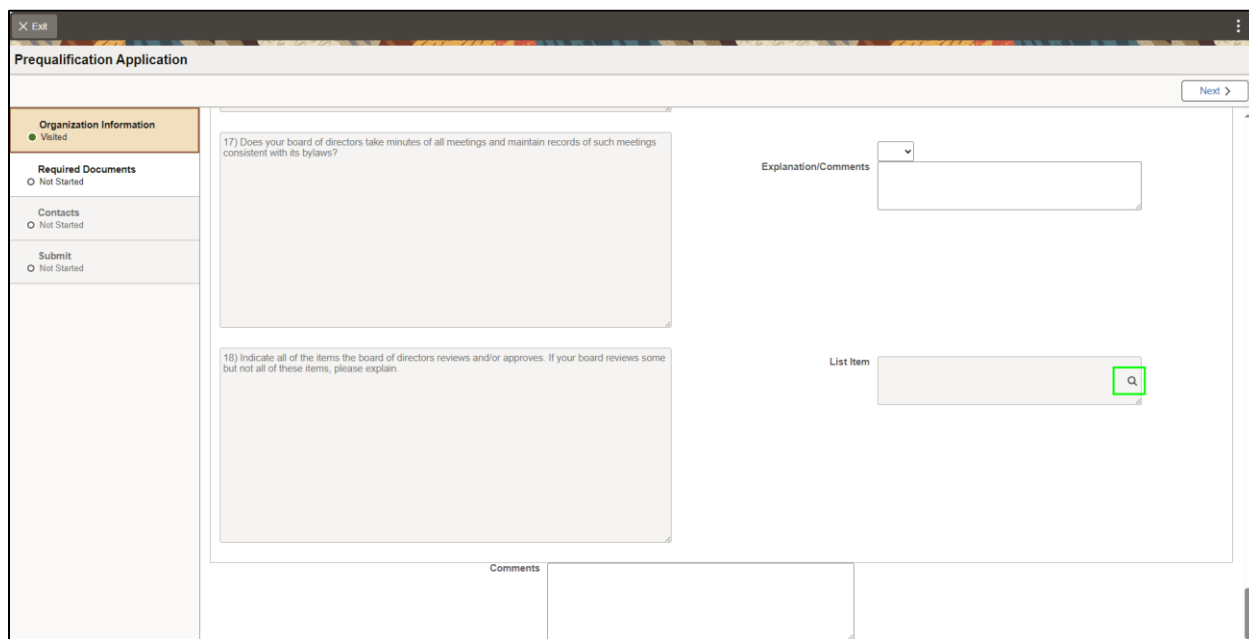 Exit
Prequalification Application
Next
Organization Information
Visited
Required Documents
Not Started
Contacts
Not Started
Submit
Not Started
17) Does your board of directors take minutes of all meetings and maintain records of such meetings
consistent with its bylaws?
Explanation/Comments
18) Indicate all of the items the board of directors reviews and/or approves. If your board reviews some
but not all of these items, please explain.
List Item
Comments